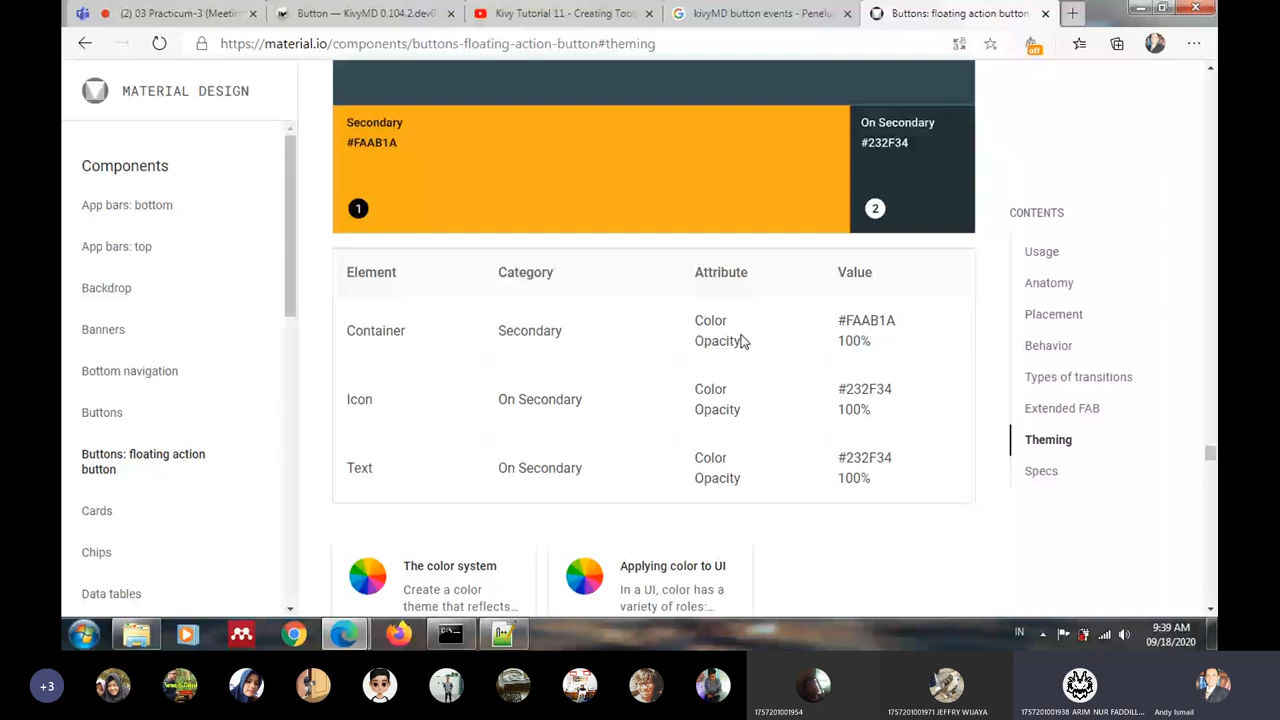 (2) 03 Practicum-3 (Meetin
Button — KivyMD 0.104.2.dev0
Kivy Tutorial 11 - Creating Tool
kivyMD button events - Penelu
Buttons: floating action button
https://material.io/components/buttons-floating-action-button#theming
off
MATERIAL DESIGN
Components
App bars: bottom
App bars: top
Backdrop
Banners
Bottom navigation
Buttons
Buttons: floating action
button
Cards
Chips
Data tables
Secondary
#FAAB1A
1
On Secondary
#232F34
2
Element Category Attribute Value
Container Secondary Color #FAAB1A
Opacity 100%
Icon On Secondary Color #232F34
Opacity 100%
Text On Secondary Color #232F34
Opacity 100%
The color system
Create a color
theme that reflects...
Applying color to UI
In a UI, color has a
variety of roles:...
CONTENTS
Usage
Anatomy
Placement
Behavior
Types of transitions
Extended FAB
Theming
Specs
IN
9:39 AM
09/18/2020
+3
1757201001954
1757201001971 JEFFRY WIJAYA
1757201001938 ARIM NUR FADDILL...
Andy Ismail